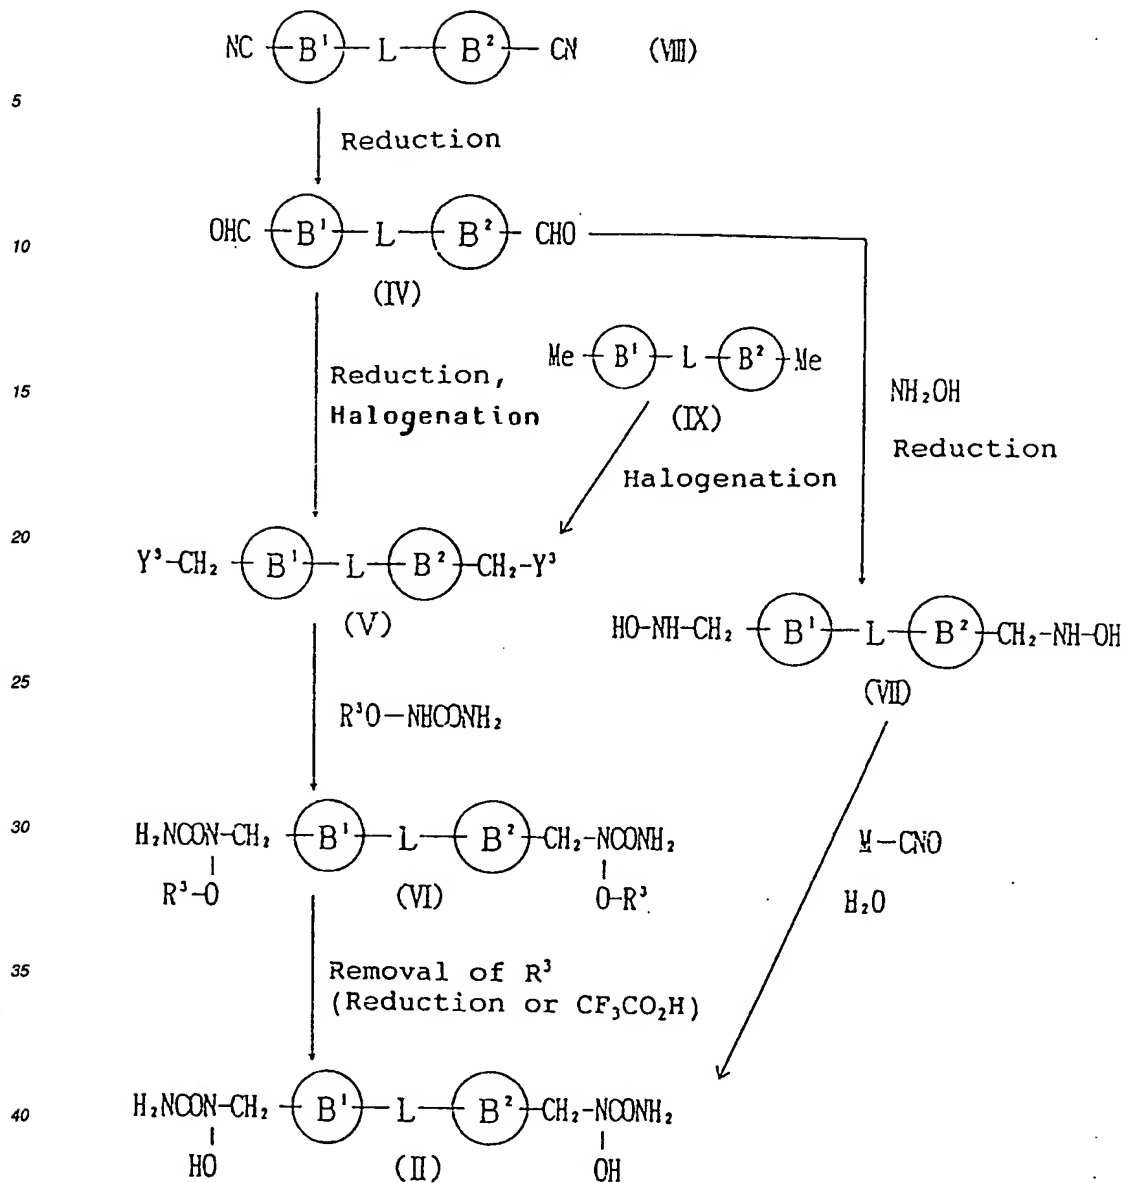 NC B¹ L B² CN (VIII)
5
Reduction
OHC B¹ L B² CHO
10
(IV)
Me B¹ L B² Me
Reduction,
15
NH₂OH
Halogenation
(IX)
Reduction
Halogenation
20
Y³-CH₂ B¹ L B² CH₂-Y³
(V)
HO-NH-CH₂ B¹ L B² CH₂-NH-OH
25
(VII)
R³O-NHCONH₂
30
H₂NCON-CH₂ B¹ L B² CH₂-NCONH₂
M-CNO
R³-O (VI) O-R³
H₂O
35
Removal of R³
(Reduction or CF₃CO₂H)
40
H₂NCON-CH₂ B¹ L B² CH₂-NCONH₂
HO (II) OH